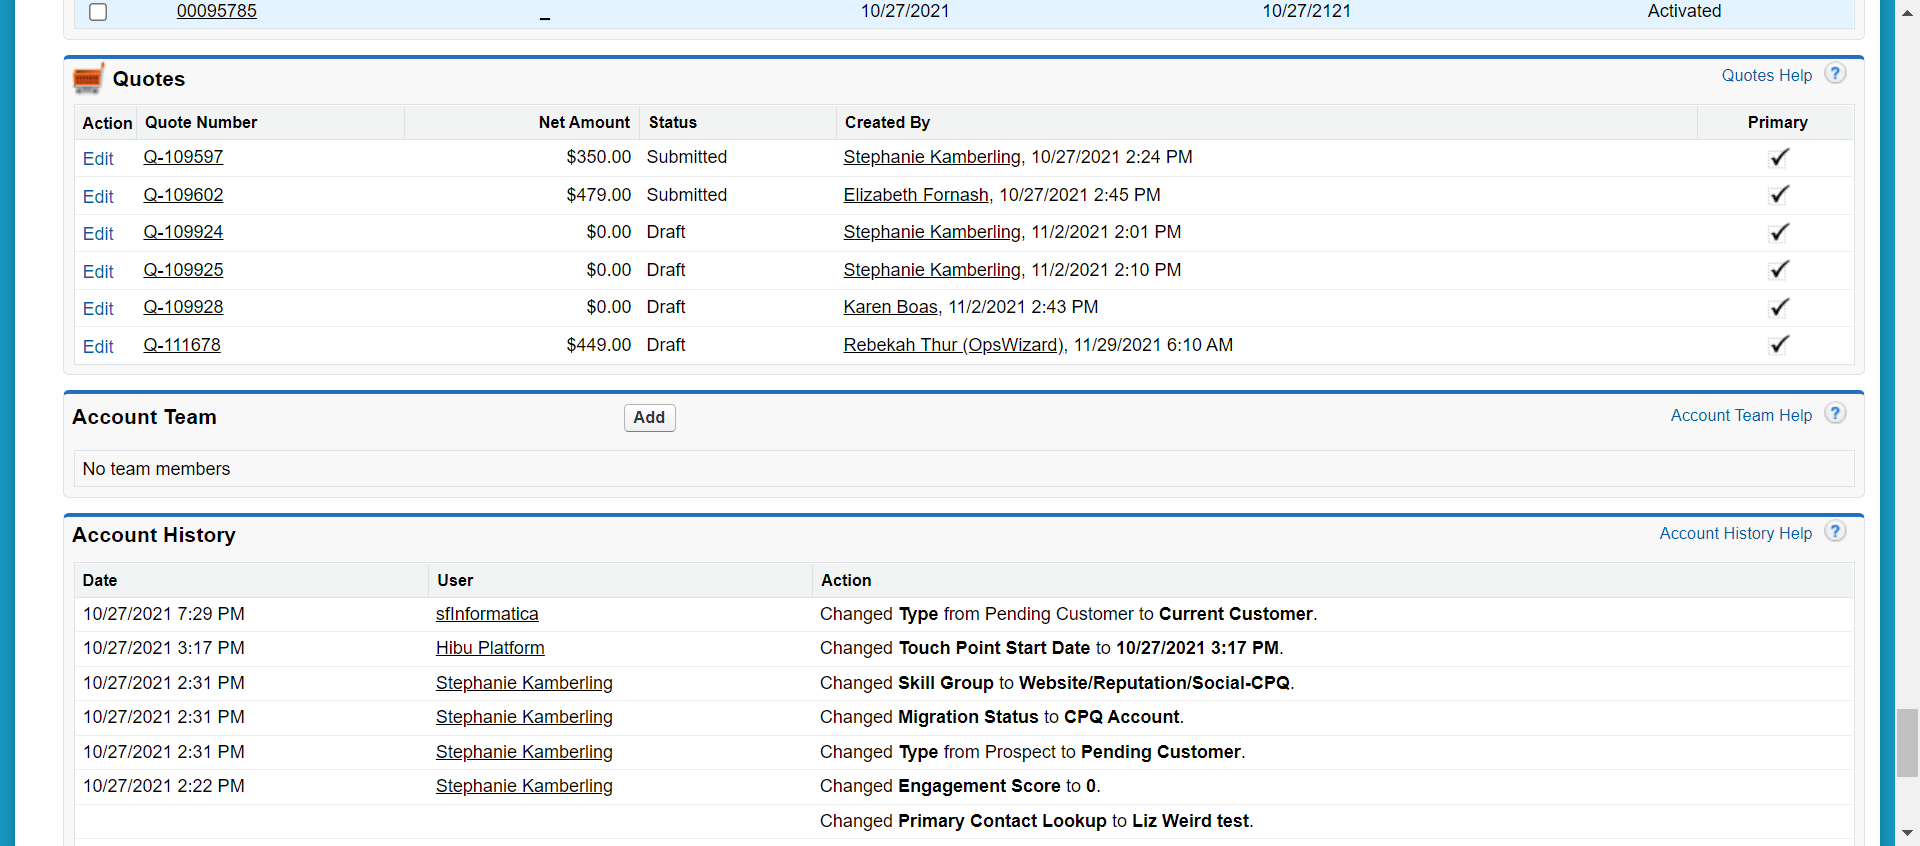 00095785 _ 10/27/2021 10/27/2121 Activated
Quotes Quotes Help ?
Action Quote Number Net Amount Status Created By Primary
Edit Q-109597 $350.00 Submitted Stephanie Kamberling, 10/27/2021 2:24 PM
Edit Q-109602 $479.00 Submitted Elizabeth Fornash, 10/27/2021 2:45 PM
Edit Q-109924 $0.00 Draft Stephanie Kamberling, 11/2/2021 2:01 PM
Edit Q-109925 $0.00 Draft Stephanie Kamberling, 11/2/2021 2:10 PM
Edit Q-109928 $0.00 Draft Karen Boas, 11/2/2021 2:43 PM
Edit Q-111678 $449.00 Draft Rebekah Thur (OpsWizard), 11/29/2021 6:10 AM
Account Team Add Account Team Help ?
No team members
Account History Account History Help ?
Date User Action
10/27/2021 7:29 PM sfInformatica Changed Type from Pending Customer to Current Customer.
10/27/2021 3:17 PM Hibu Platform Changed Touch Point Start Date to 10/27/2021 3:17 PM.
10/27/2021 2:31 PM Stephanie Kamberling Changed Skill Group to Website/Reputation/Social-CPQ.
10/27/2021 2:31 PM Stephanie Kamberling Changed Migration Status to CPQ Account.
10/27/2021 2:31 PM Stephanie Kamberling Changed Type from Prospect to Pending Customer.
10/27/2021 2:22 PM Stephanie Kamberling Changed Engagement Score to 0.
Changed Primary Contact Lookup to Liz Weird test.